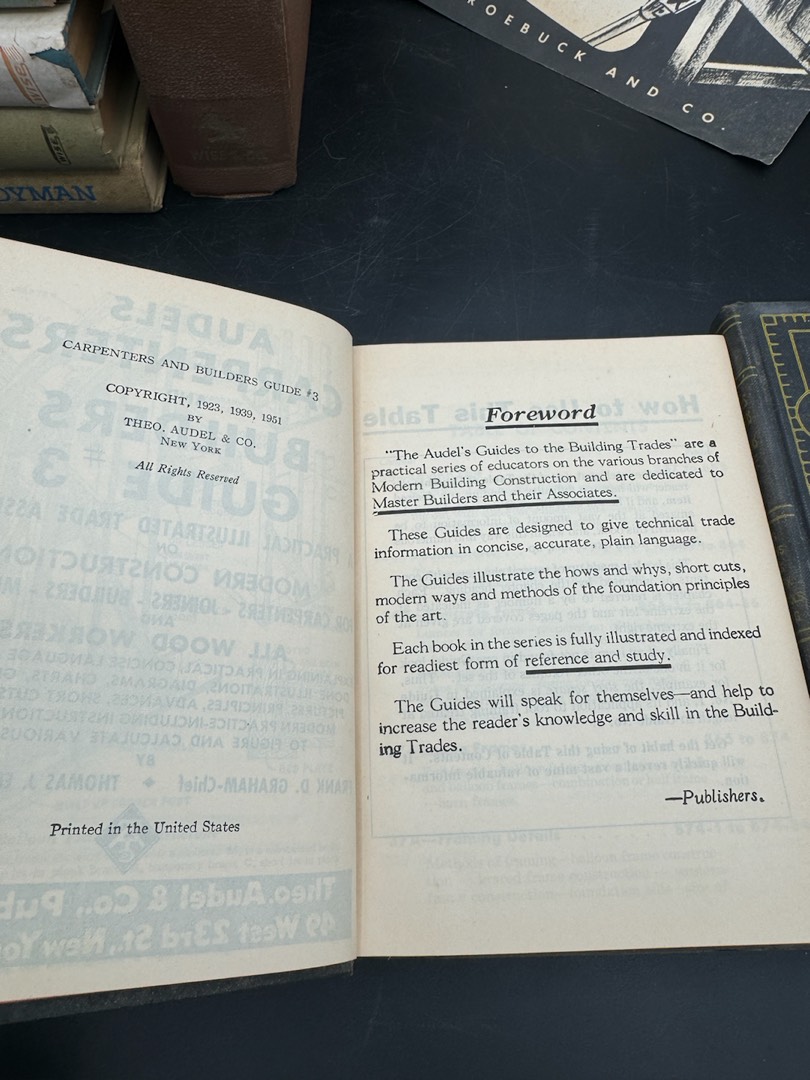 ROEBUCK AND CO.
DYMAN
CARPENTERS AND BUILDERS GUIDE #3
COPYRIGHT, 1923, 1939, 1951
BY
THEO. AUDEL & CO.
NEW YORK
All Rights Reserved
Printed in the United States
Foreword
"The Audel's Guides to the Building Trades" are a
practical series of educators on the various branches of
Modern Building Construction and are dedicated to
Master Builders and their Associates.
These Guides are designed to give technical trade
information in concise, accurate, plain language.
The Guides illustrate the hows and whys, short cuts,
modern ways and methods of the foundation principles
of the art.
Each book in the series is fully illustrated and indexed
for readiest form of reference and study.
The Guides will speak for themselves—and help to
increase the reader's knowledge and skill in the Build-
ing Trades.
—Publishers.